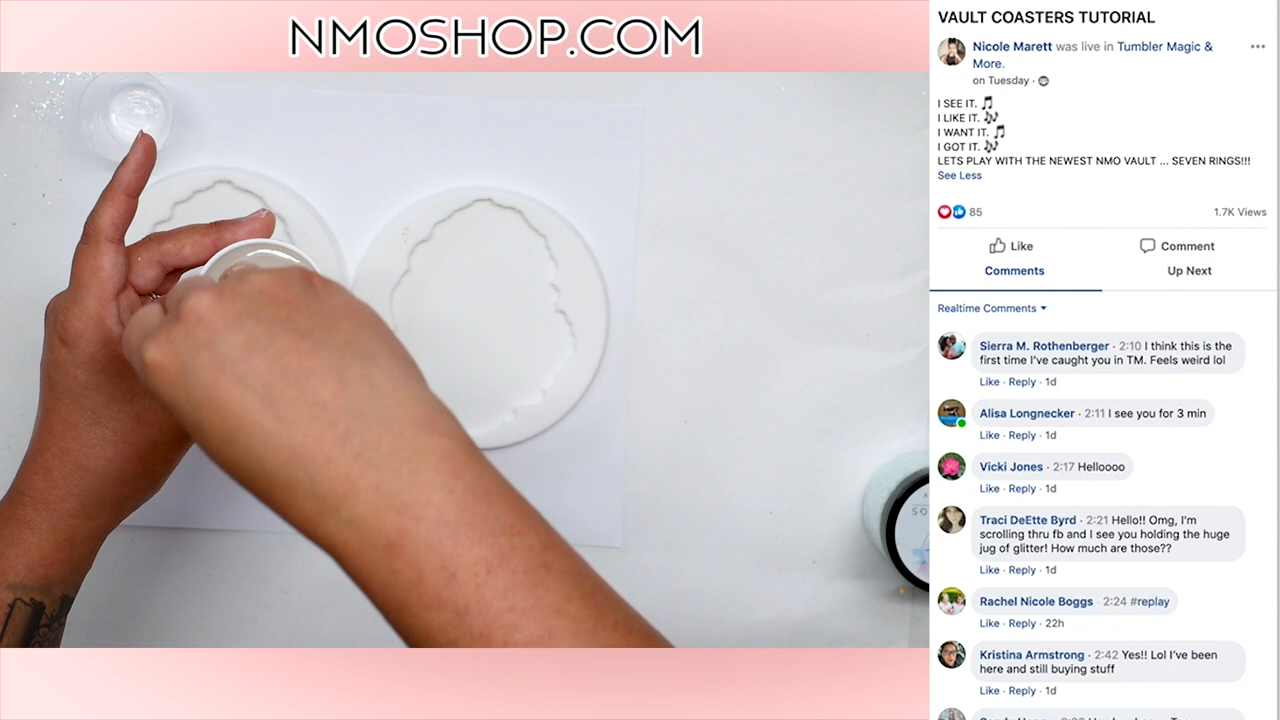 NMOSHOP.COM
VAULT COASTERS TUTORIAL
Nicole Marett was live in Tumbler Magic &
More.
on Tuesday ·
I SEE IT. 🎵
I LIKE IT. 🎶
I WANT IT. 🎵
I GOT IT. 🎶
LETS PLAY WITH THE NEWEST NMO VAULT ... SEVEN RINGS!!!
See Less
85
1.7K Views
Like
Comment
Comments
Up Next
Realtime Comments
Sierra M. Rothenberger · 2:10 I think this is the
first time I've caught you in TM. Feels weird lol
Like · Reply · 1d
Alisa Longnecker · 2:11 I see you for 3 min
Like · Reply · 1d
Vicki Jones · 2:17 Helloooo
Like · Reply · 1d
Traci DeEtte Byrd · 2:21 Hello!! Omg, I'm
scrolling thru fb and I see you holding the huge
jug of glitter! How much are those??
Like · Reply · 1d
Rachel Nicole Boggs · 2:24 #replay
Like · Reply · 22h
Kristina Armstrong · 2:42 Yes!! Lol I've been
here and still buying stuff
Like · Reply · 1d